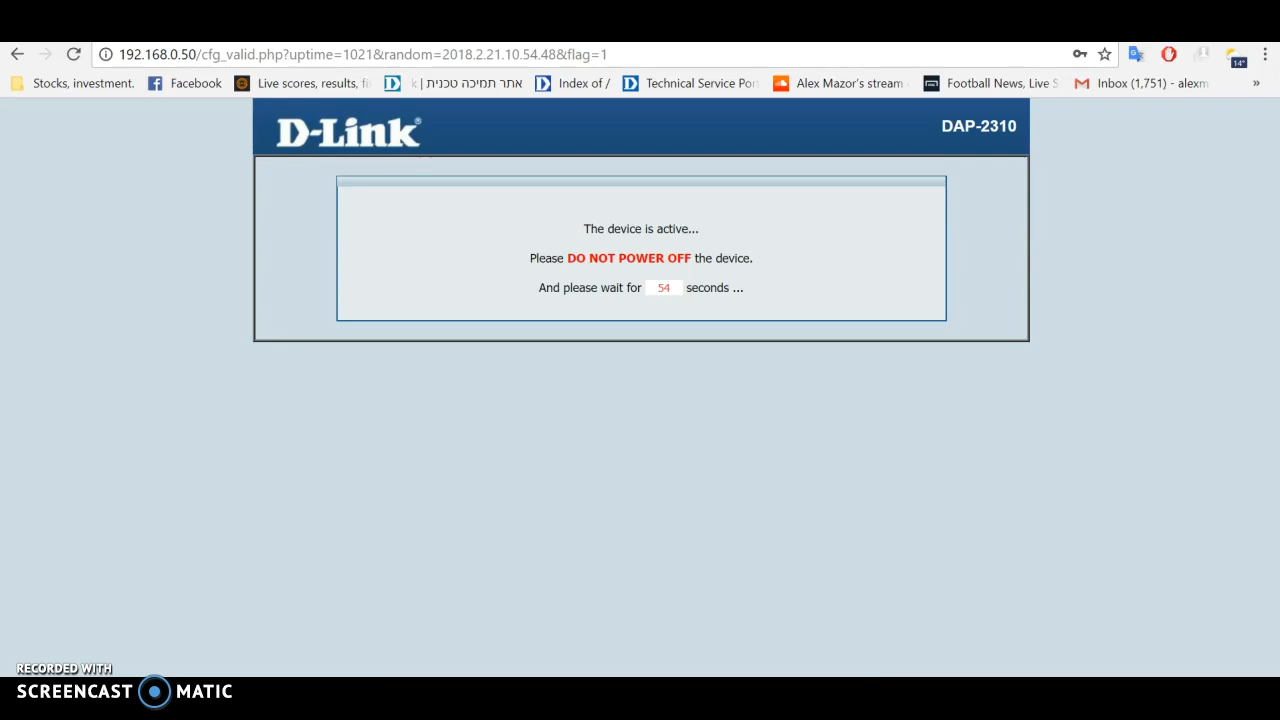 192.168.0.50/cfg_valid.php?uptime=1021&random=2018.2.21.10.54.48&flag=1
14°
Stocks, investment. Facebook Live scores, results, fi אתר תמיכה טכנית | k Index of / Technical Service Por Alex Mazor's stream Football News, Live S Inbox (1,751) - alexm »
D-Link®
DAP-2310
The device is active...
Please DO NOT POWER OFF the device.
And please wait for 54 seconds ...
RECORDED WITH
SCREENCAST MATIC